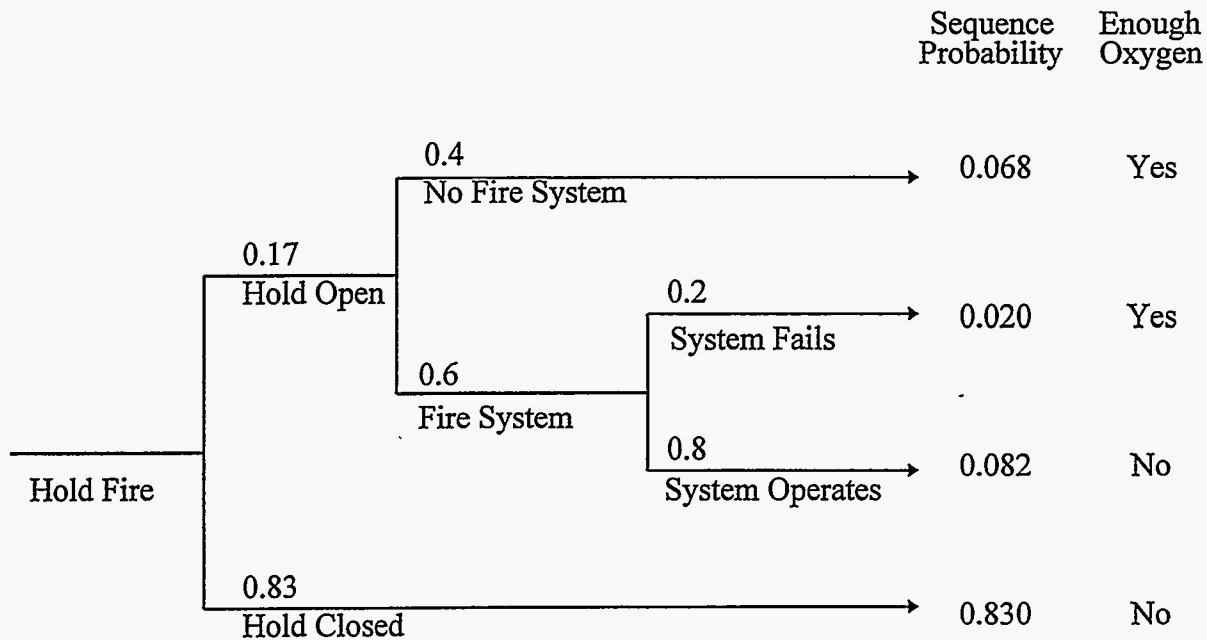 Sequence Probability
Enough Oxygen
0.4
No Fire System
0.068
Yes
0.17
Hold Open
0.2
System Fails
0.020
Yes
0.6
Fire System
0.8
System Operates
0.082
No
Hold Fire
0.83
Hold Closed
0.830
No